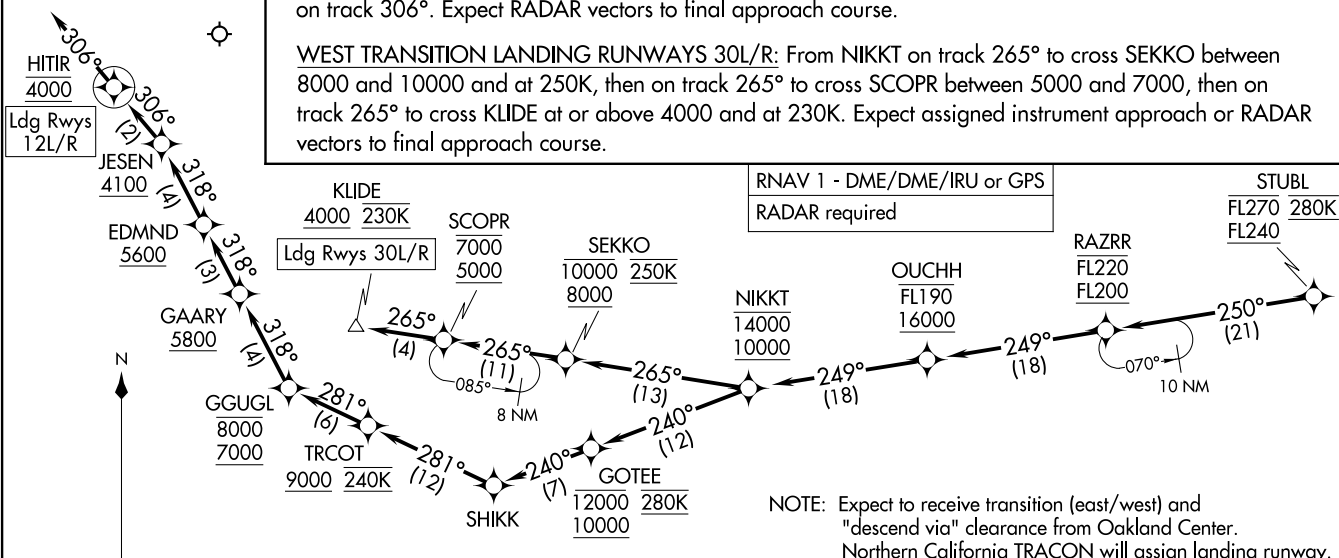 on track 306°. Expect RADAR vectors to final approach course.
WEST TRANSITION LANDING RUNWAYS 30L/R: From NIKKT on track 265° to cross SEKKO between
8000 and 10000 and at 250K, then on track 265° to cross SCOPR between 5000 and 7000, then on
track 265° to cross KLIDE at or above 4000 and at 230K. Expect assigned instrument approach or RADAR
vectors to final approach course.
RNAV 1 - DME/DME/IRU or GPS
RADAR required
306°
HITIR
4000
Ldg Rwys
12L/R
306°
(2)
JESEN
4100
318°
(4)
EDMND
5600
318°
(3)
GAARY
5800
318°
(4)
GGUGL
8000
7000
281°
(6)
TRCOT
9000 240K
281°
(12)
SHIKK
240°
(7)
GOTEE
12000 280K
10000
240°
(12)
KLIDE
4000 230K
Ldg Rwys 30L/R
265°
(4)
SCOPR
7000
5000
265°
(11)
085°
8 NM
SEKKO
10000 250K
8000
265°
(13)
NIKKT
14000
10000
249°
(18)
OUCHH
FL190
16000
249°
(18)
RAZRR
FL220
FL200
070°
10 NM
250°
(21)
STUBL
FL270 280K
FL240
N
NOTE: Expect to receive transition (east/west) and
"descend via" clearance from Oakland Center.
Northern California TRACON will assign landing runway.